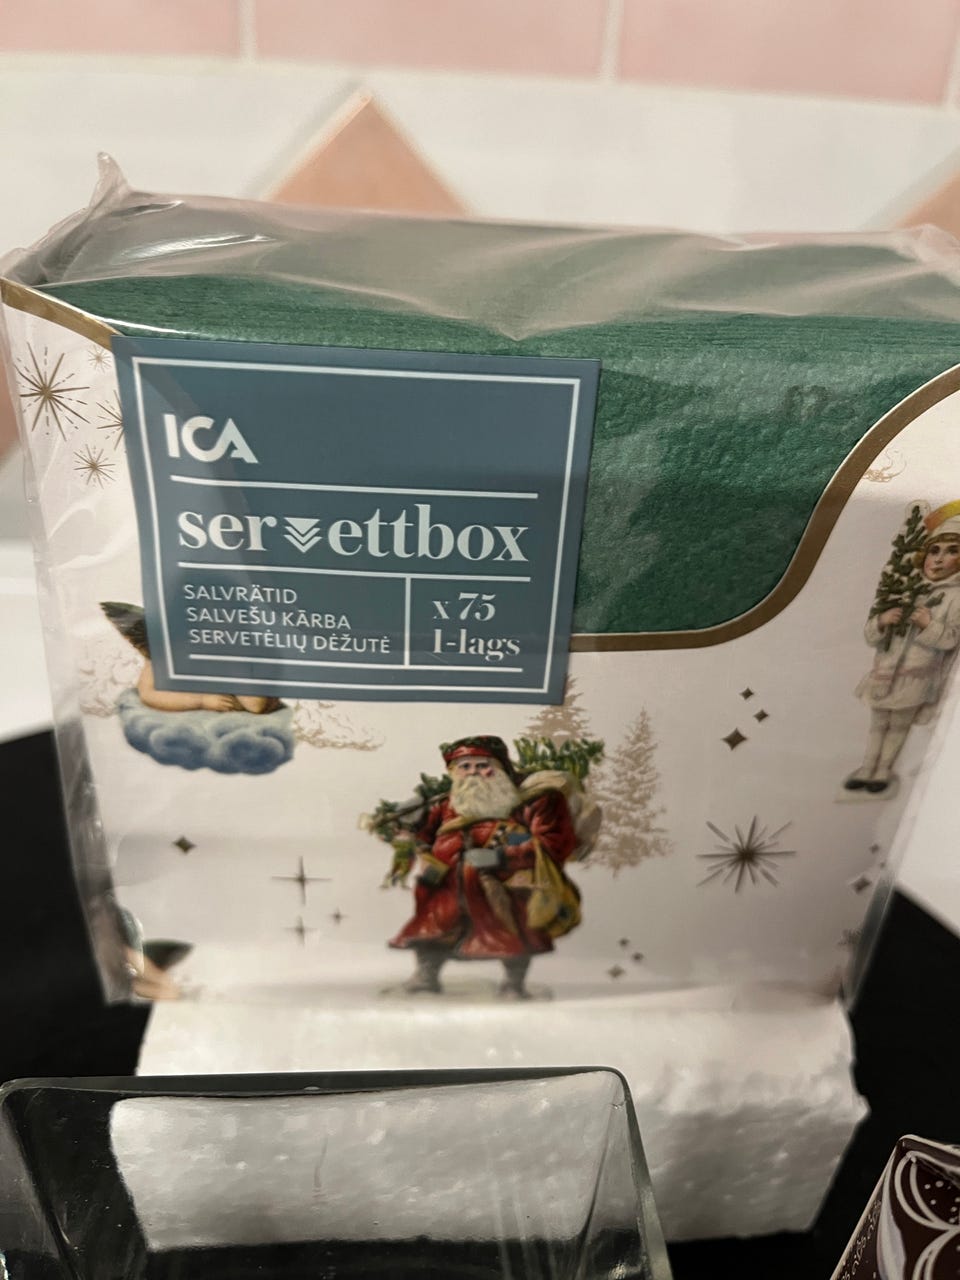 ICA
servettbox
SALVRÄTID
SALVEŠU KĀRBA
SERVETĖLIŲ DĖŽUTĖ
x 75
1-lags